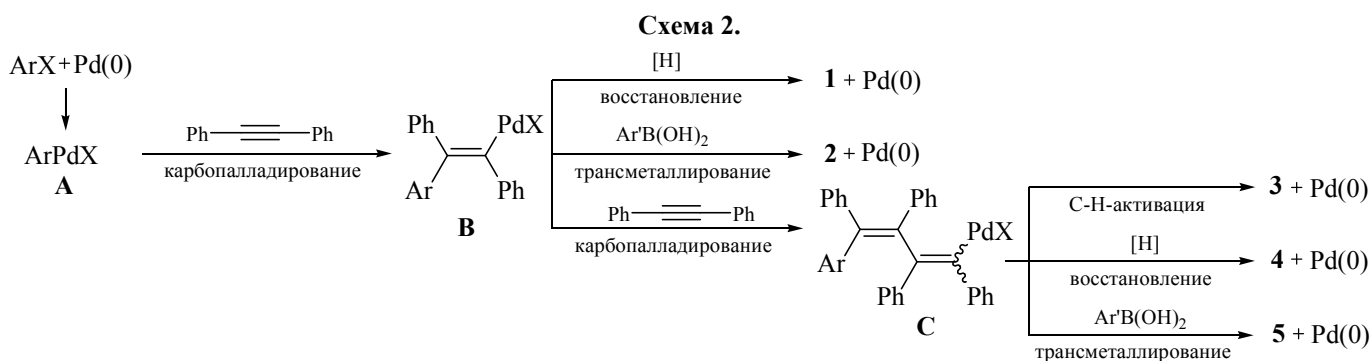 Схема 2.
ArX + Pd(0)
ArPdX
A
Ph Ph
карбопалладирование
Ph PdX
Ar Ph
B
[H]
восстановление
1 + Pd(0)
Ar'B(OH)2
трансметаллирование
2 + Pd(0)
Ph Ph
карбопалладирование
Ph Ph
PdX
Ar
Ph Ph
C
С-Н-активация
3 + Pd(0)
[H]
восстановление
4 + Pd(0)
Ar'B(OH)2
трансметаллирование
5 + Pd(0)